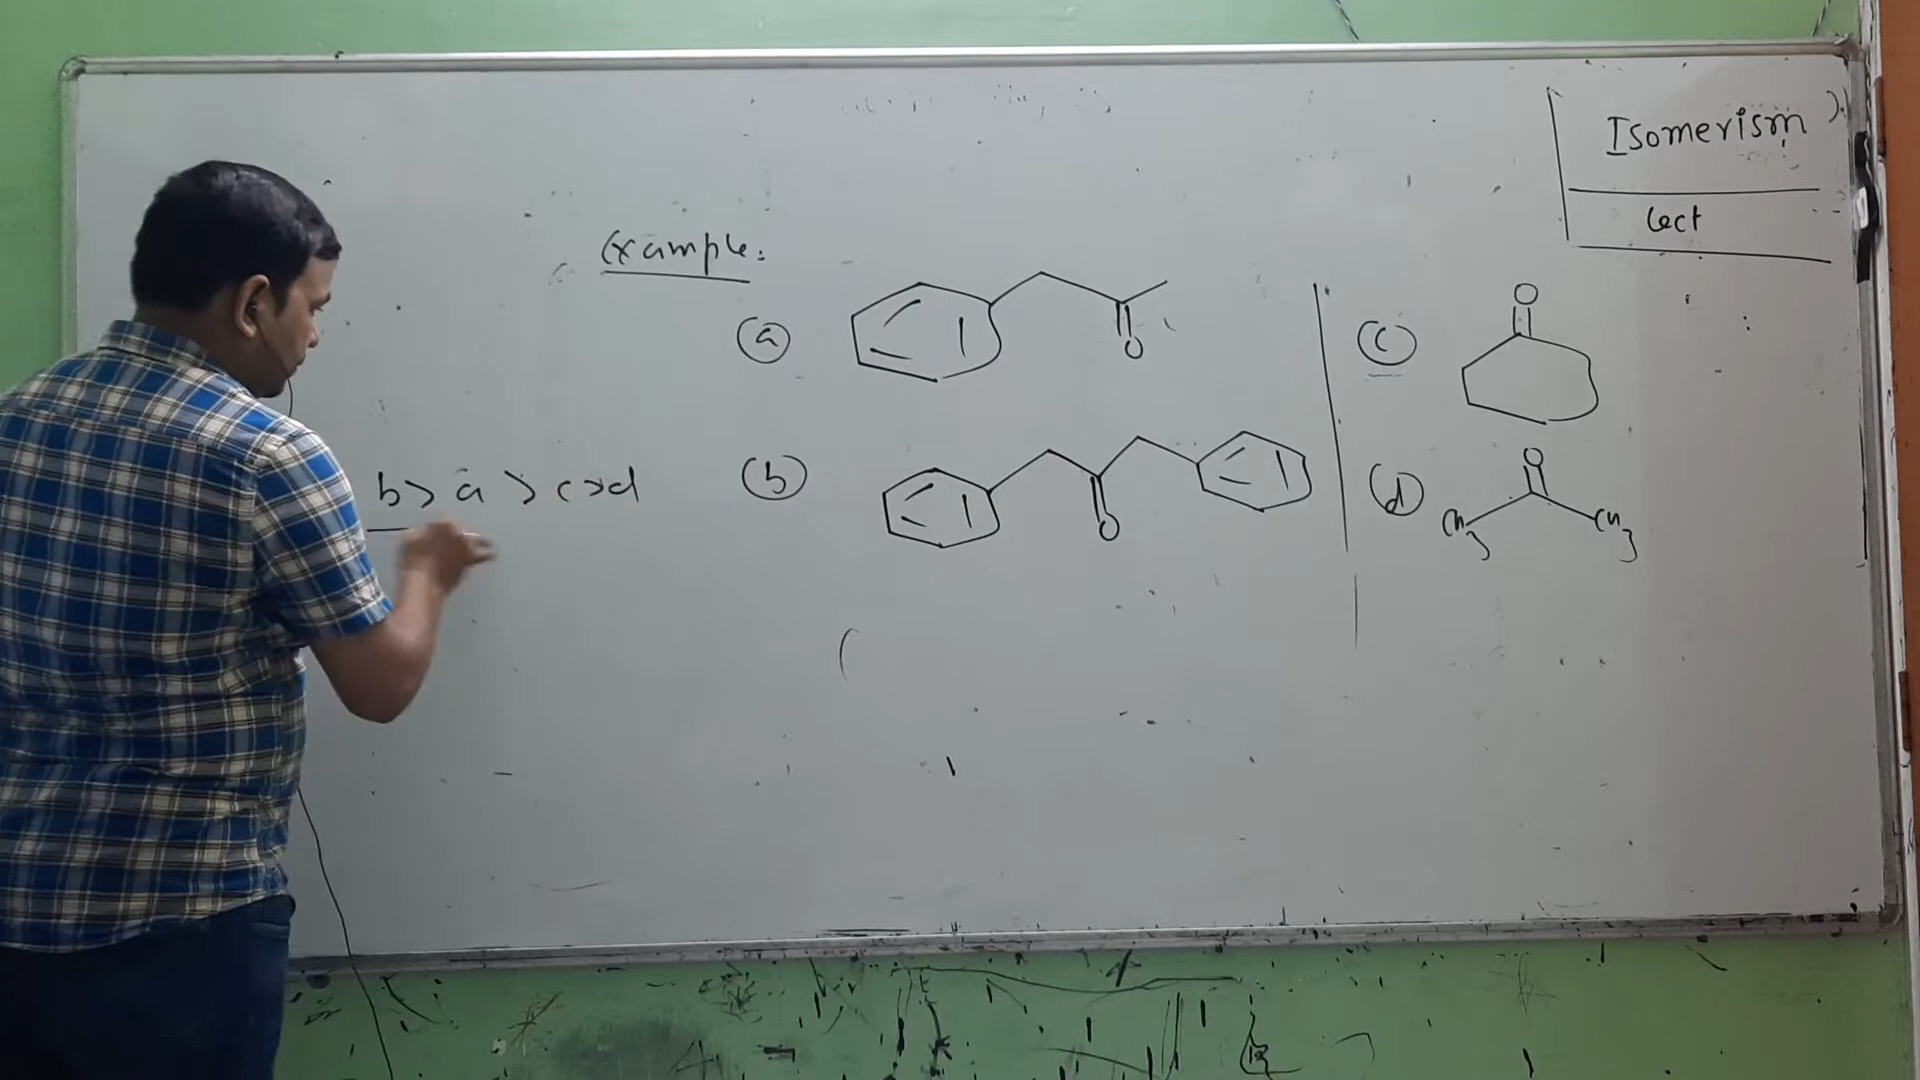 Isomerism
Lect
Example:
(a)
O
(c)
O
b > a > c > d
(b)
O
(d)
O
CH3
CH3